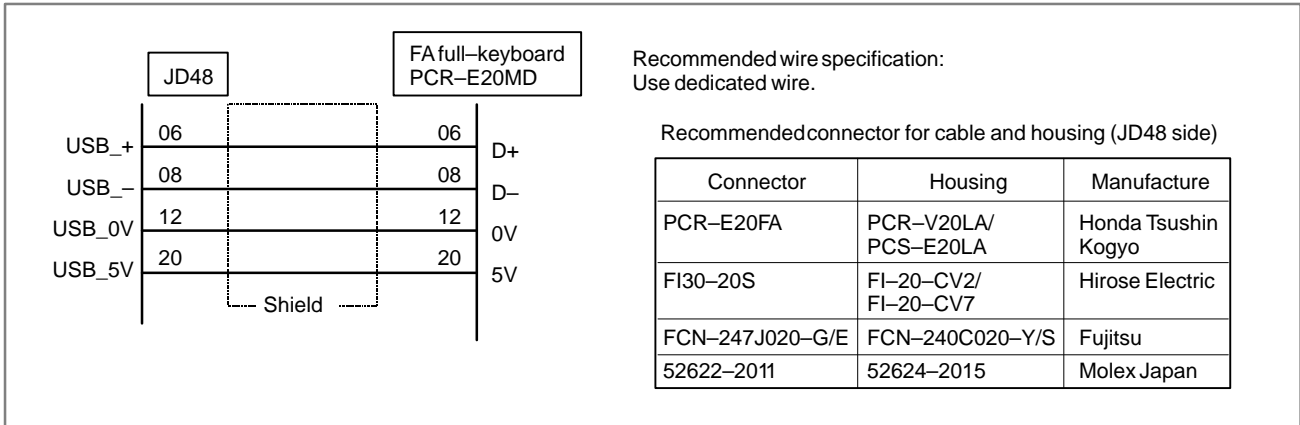 JD48
FA full–keyboard
PCR–E20MD
USB_+ 06 06 D+
USB_– 08 08 D–
USB_0V 12 12 0V
USB_5V 20 20 5V
Shield
Recommended wire specification:
Use dedicated wire.
Recommended connector for cable and housing (JD48 side)
Connector Housing Manufacture
PCR–E20FA PCR–V20LA/ Honda Tsushin
PCS–E20LA Kogyo
FI30–20S FI–20–CV2/ Hirose Electric
FI–20–CV7
FCN–247J020–G/E FCN–240C020–Y/S Fujitsu
52622–2011 52624–2015 Molex Japan